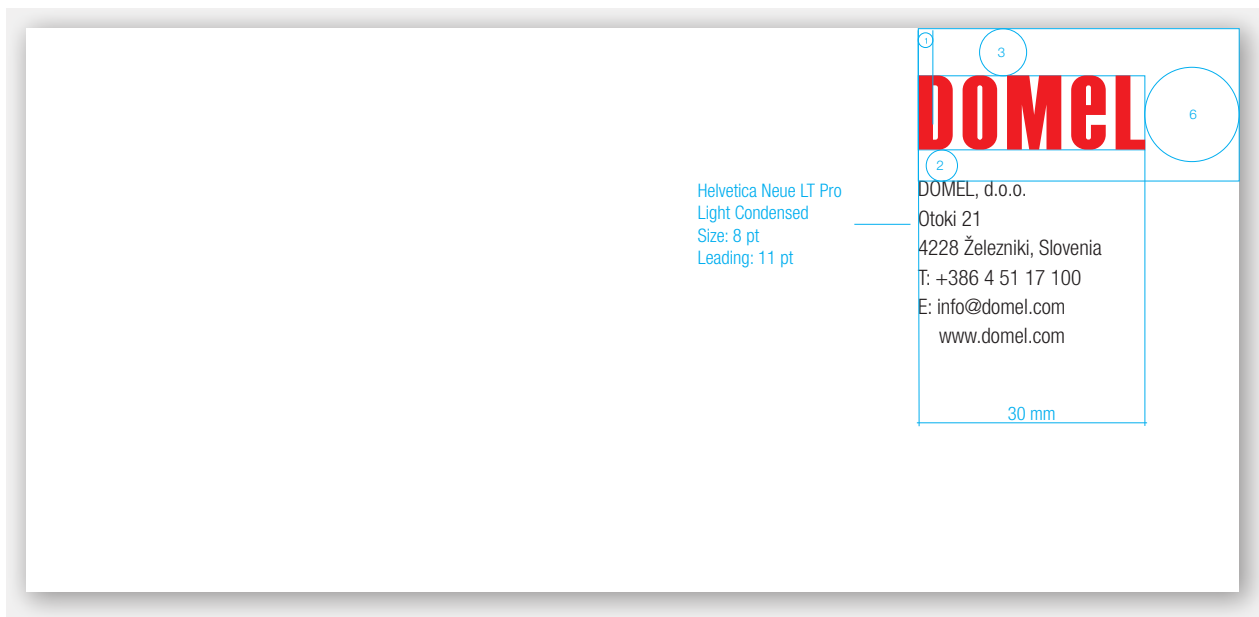 1
3
DOMEL
6
2
Helvetica Neue LT Pro
Light Condensed
Size: 8 pt
Leading: 11 pt
DOMEL, d.o.o.
Otoki 21
4228 Železniki, Slovenia
T: +386 4 51 17 100
E: info@domel.com
www.domel.com
30 mm